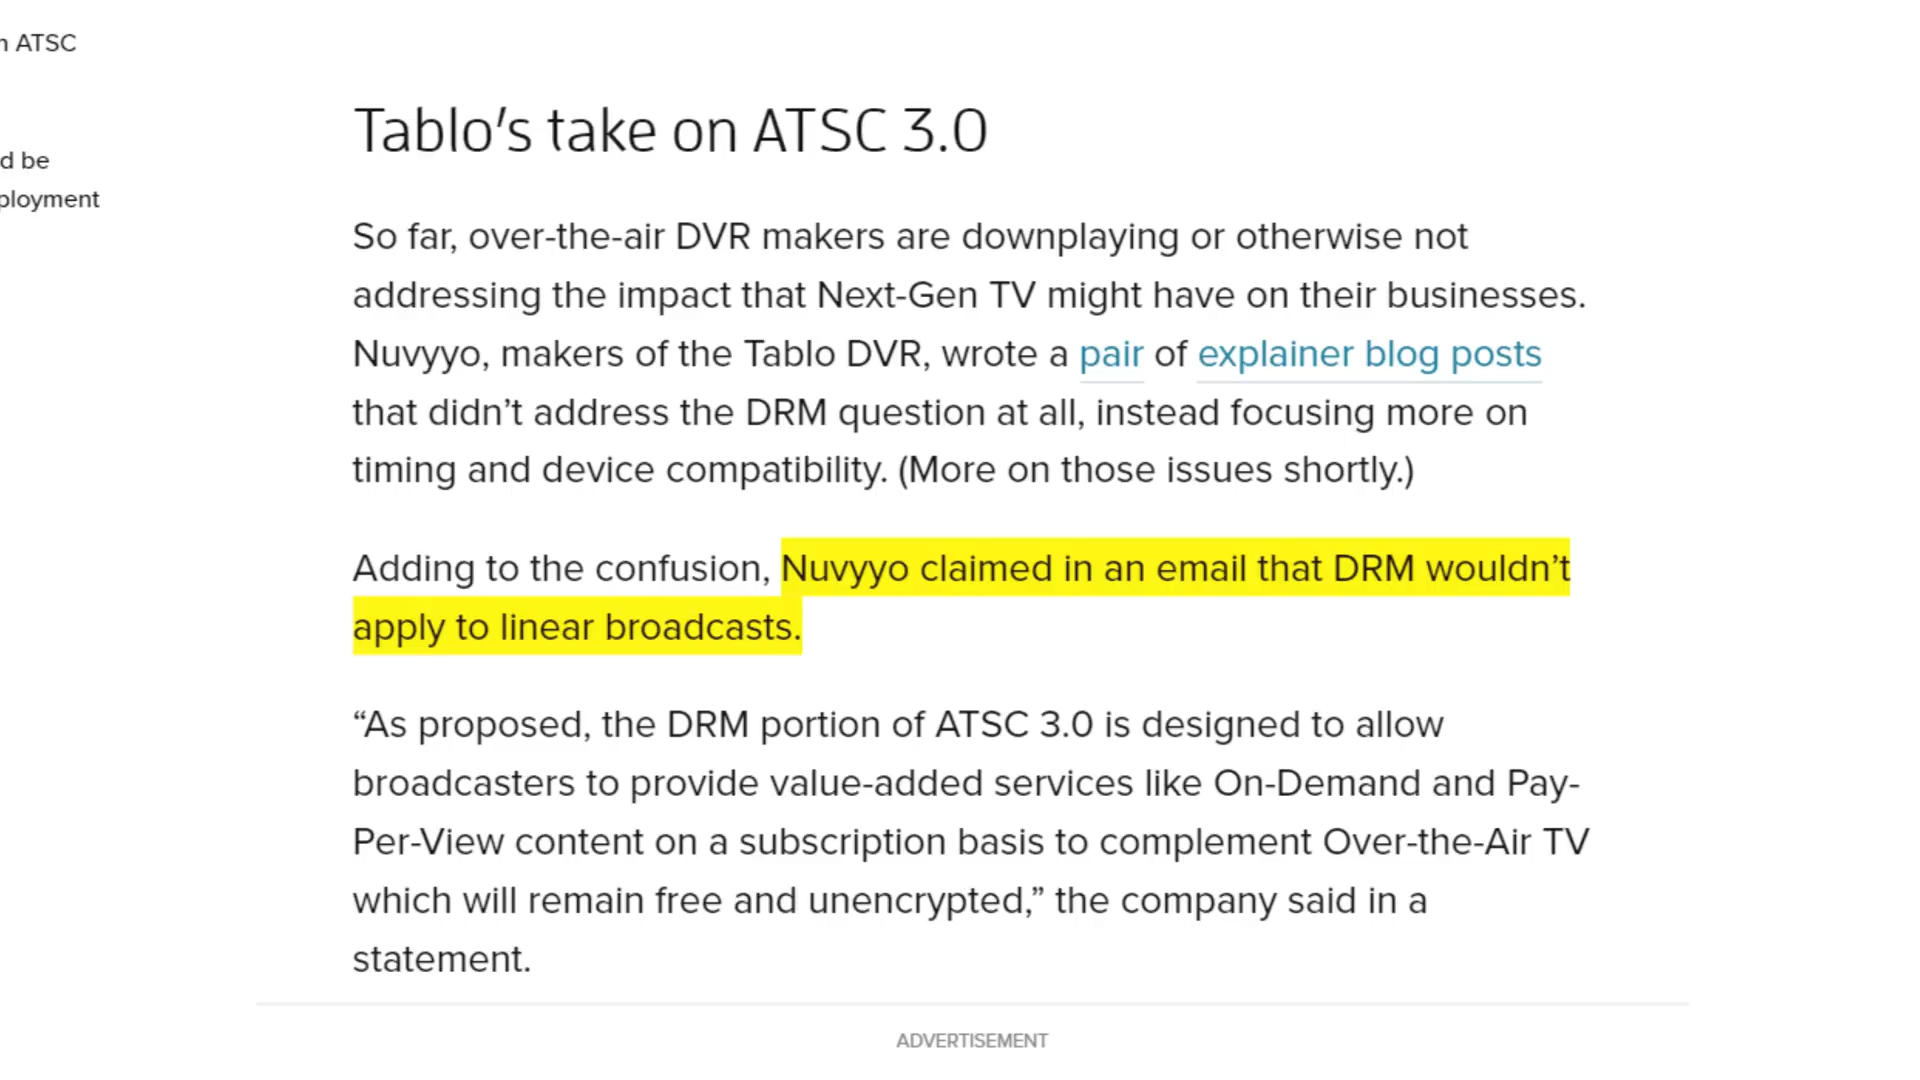 n ATSC
d be
ployment
Tablo’s take on ATSC 3.0
So far, over-the-air DVR makers are downplaying or otherwise not
addressing the impact that Next-Gen TV might have on their businesses.
Nuvyyo, makers of the Tablo DVR, wrote a pair of explainer blog posts
that didn’t address the DRM question at all, instead focusing more on
timing and device compatibility. (More on those issues shortly.)
Adding to the confusion, Nuvyyo claimed in an email that DRM wouldn’t
apply to linear broadcasts.
“As proposed, the DRM portion of ATSC 3.0 is designed to allow
broadcasters to provide value-added services like On-Demand and Pay-
Per-View content on a subscription basis to complement Over-the-Air TV
which will remain free and unencrypted,” the company said in a
statement.
ADVERTISEMENT